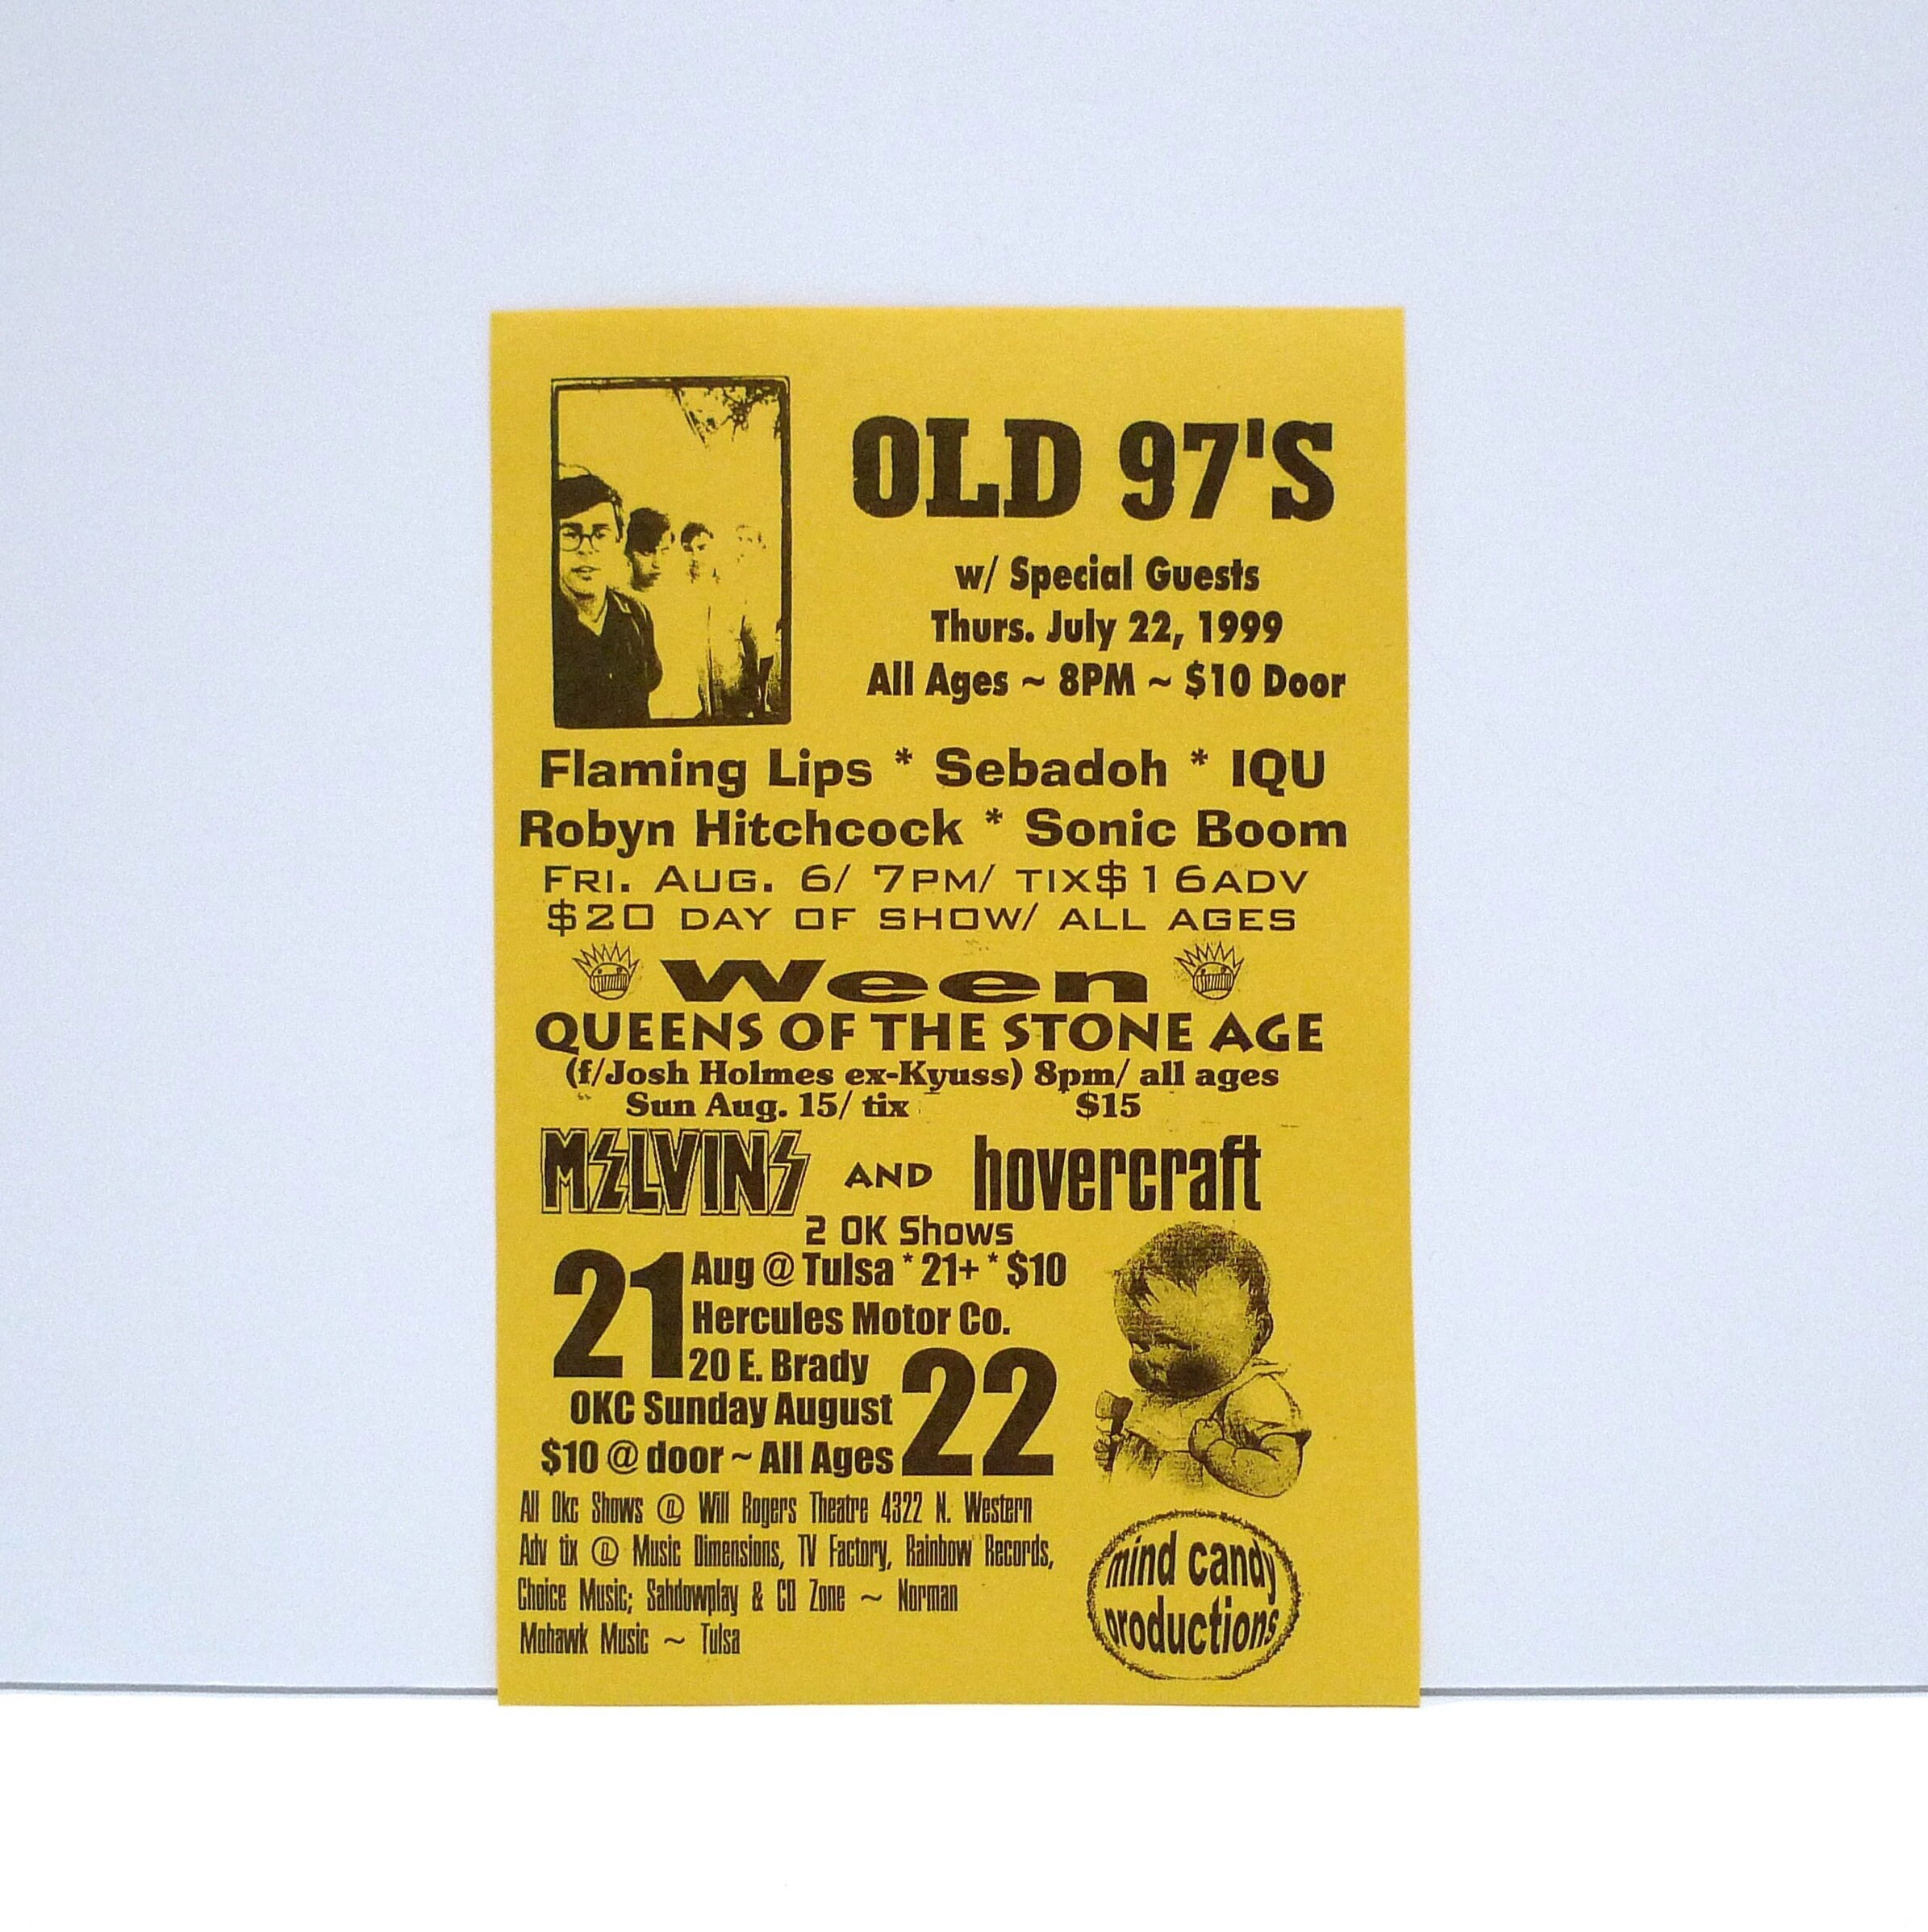 OLD 97'S
w/ Special Guests
Thurs. July 22, 1999
All Ages ~ 8PM ~ $10 Door
Flaming Lips * Sebadoh * IQU
Robyn Hitchcock * Sonic Boom
FRI. AUG. 6/ 7PM/ TIX$16ADV
$20 DAY OF SHOW/ ALL AGES
Ween
QUEENS OF THE STONE AGE
(f/Josh Holmes ex-Kyuss) 8pm/ all ages
Sun Aug. 15/ tix $15
MELVINS AND hovercraft
2 OK Shows
21 Aug @ Tulsa * 21+ * $10
Hercules Motor Co.
20 E. Brady
OKC Sunday August 22
$10 @ door ~ All Ages
All Okc Shows @ Will Rogers Theatre 4322 N. Western
Adv tix @ Music Dimensions, TV Factory, Rainbow Records,
Choice Music; Sahdowplay & CD Zone ~ Norman
Mohawk Music ~ Tulsa
mind candy
productions